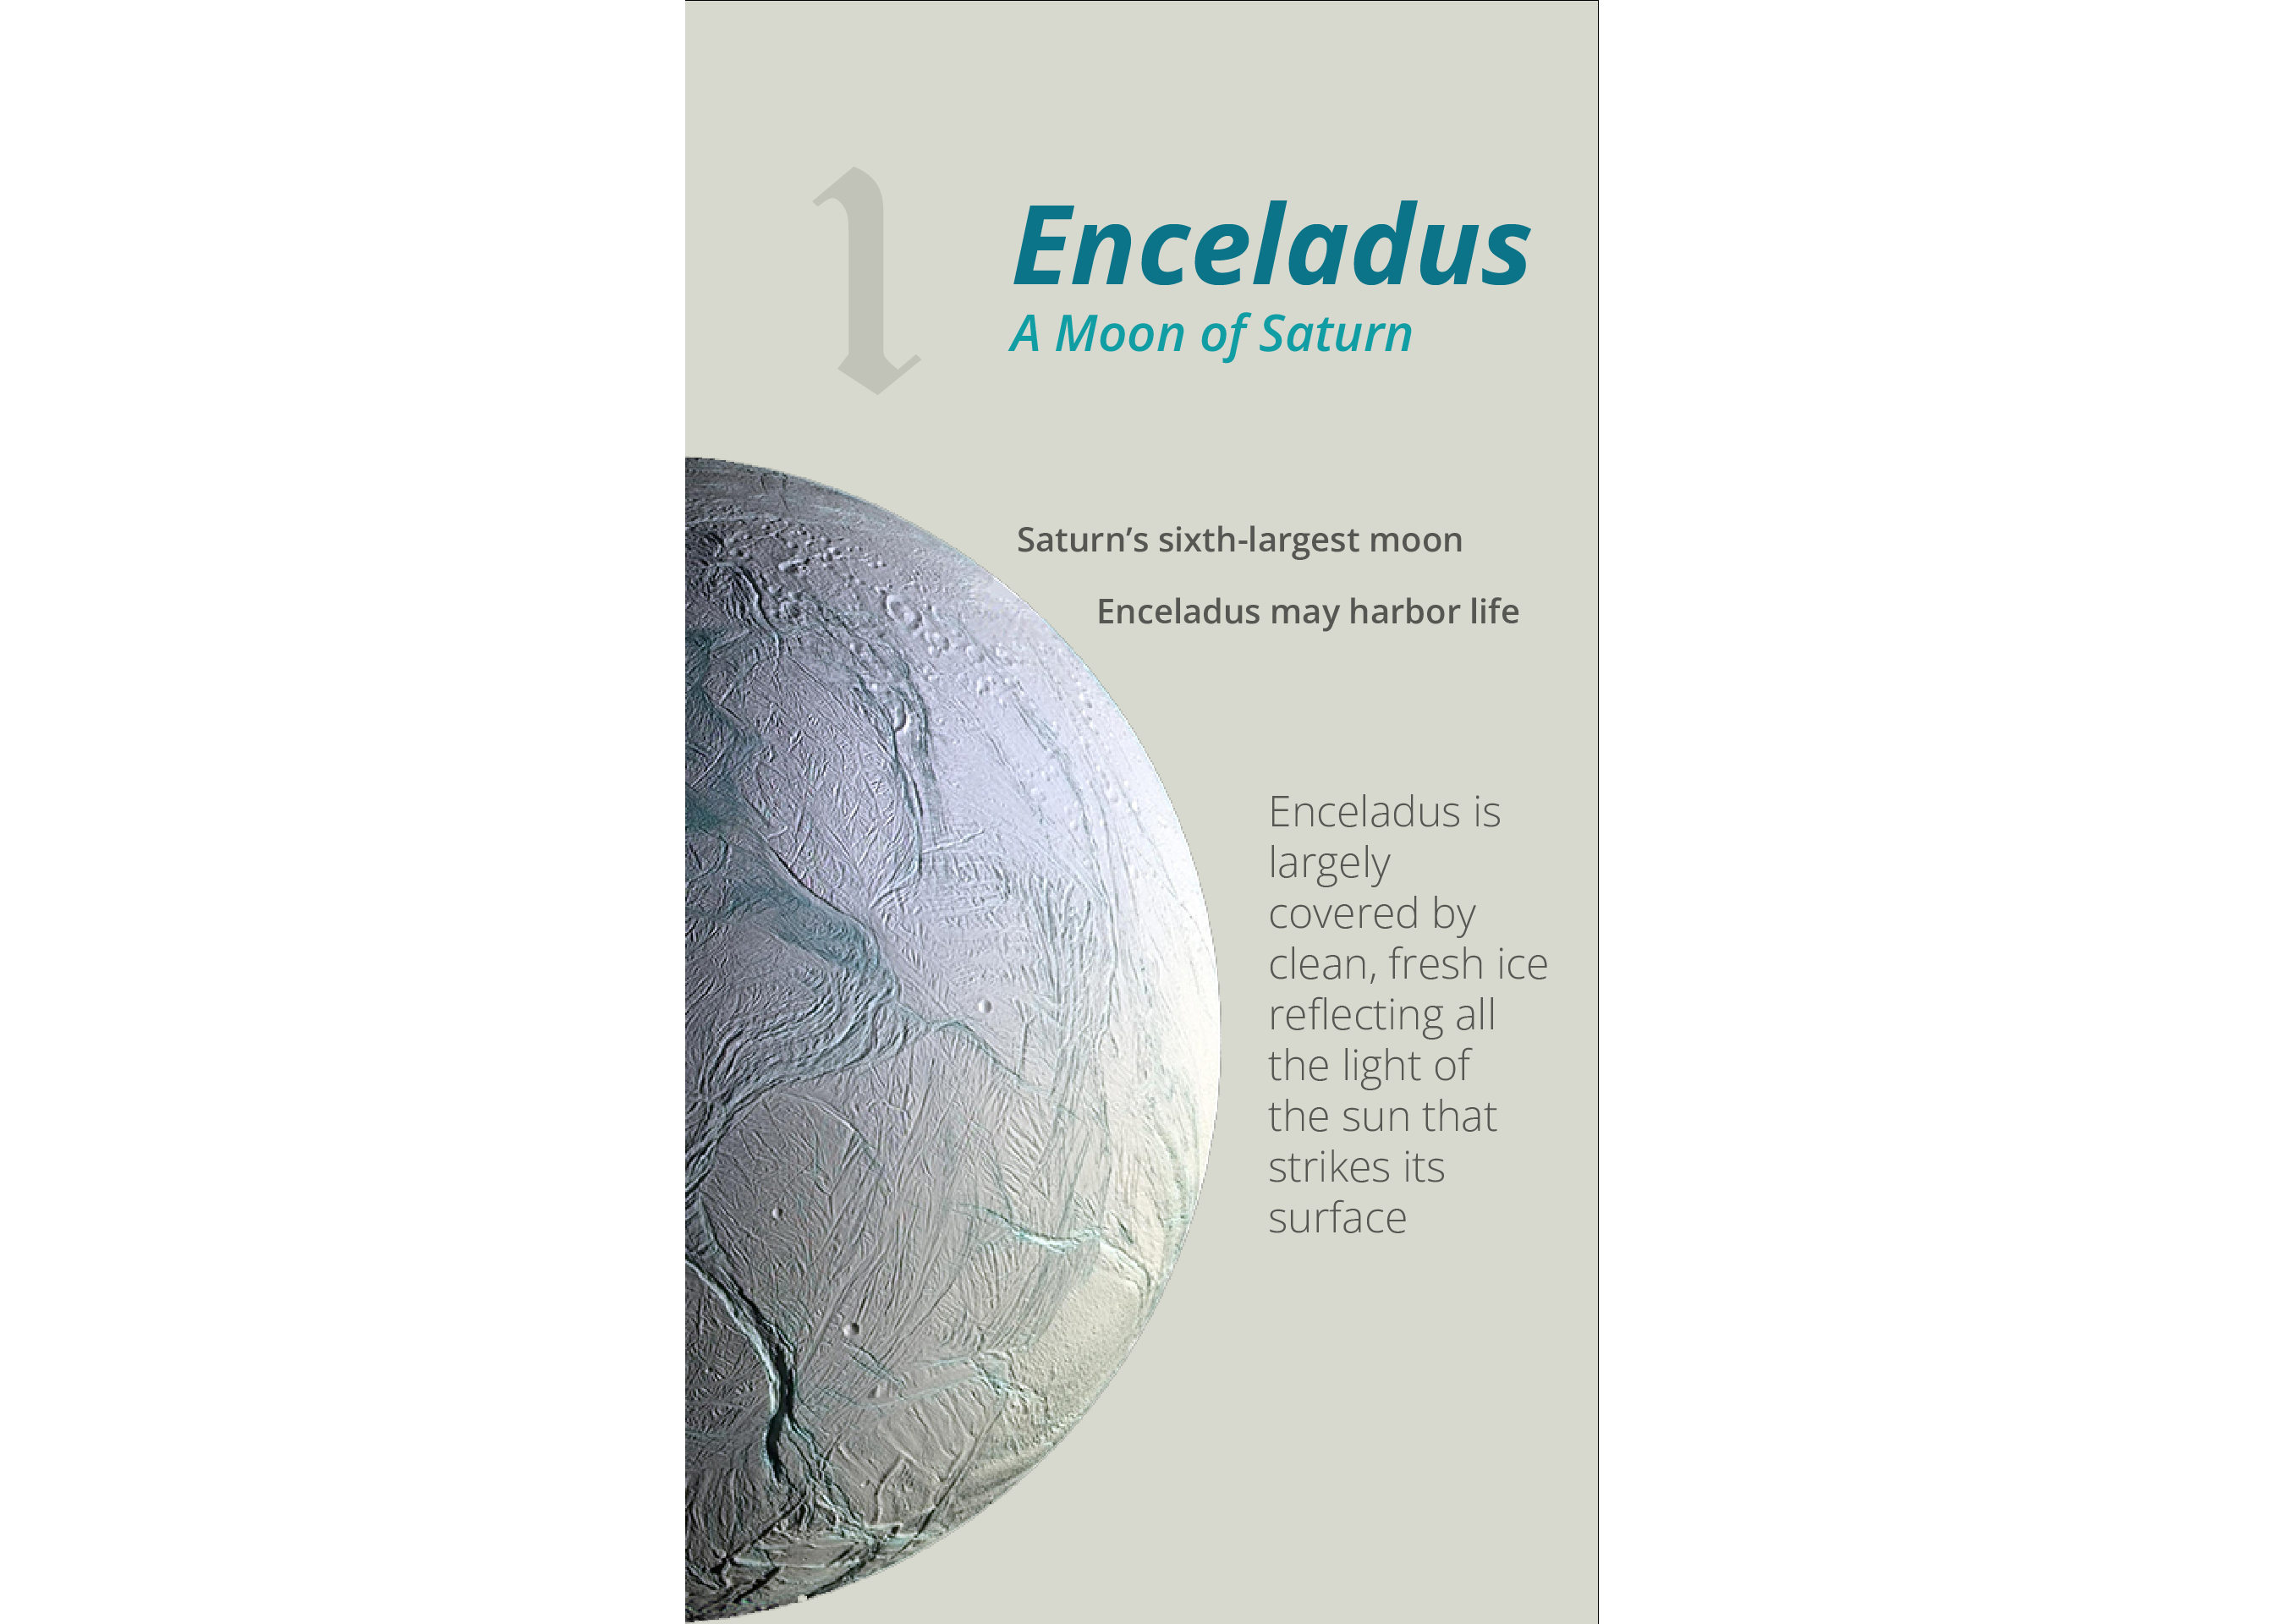 1
Enceladus
A Moon of Saturn
Saturn’s sixth-largest moon
Enceladus may harbor life
Enceladus is
largely
covered by
clean, fresh ice
reflecting all
the light of
the sun that
strikes its
surface